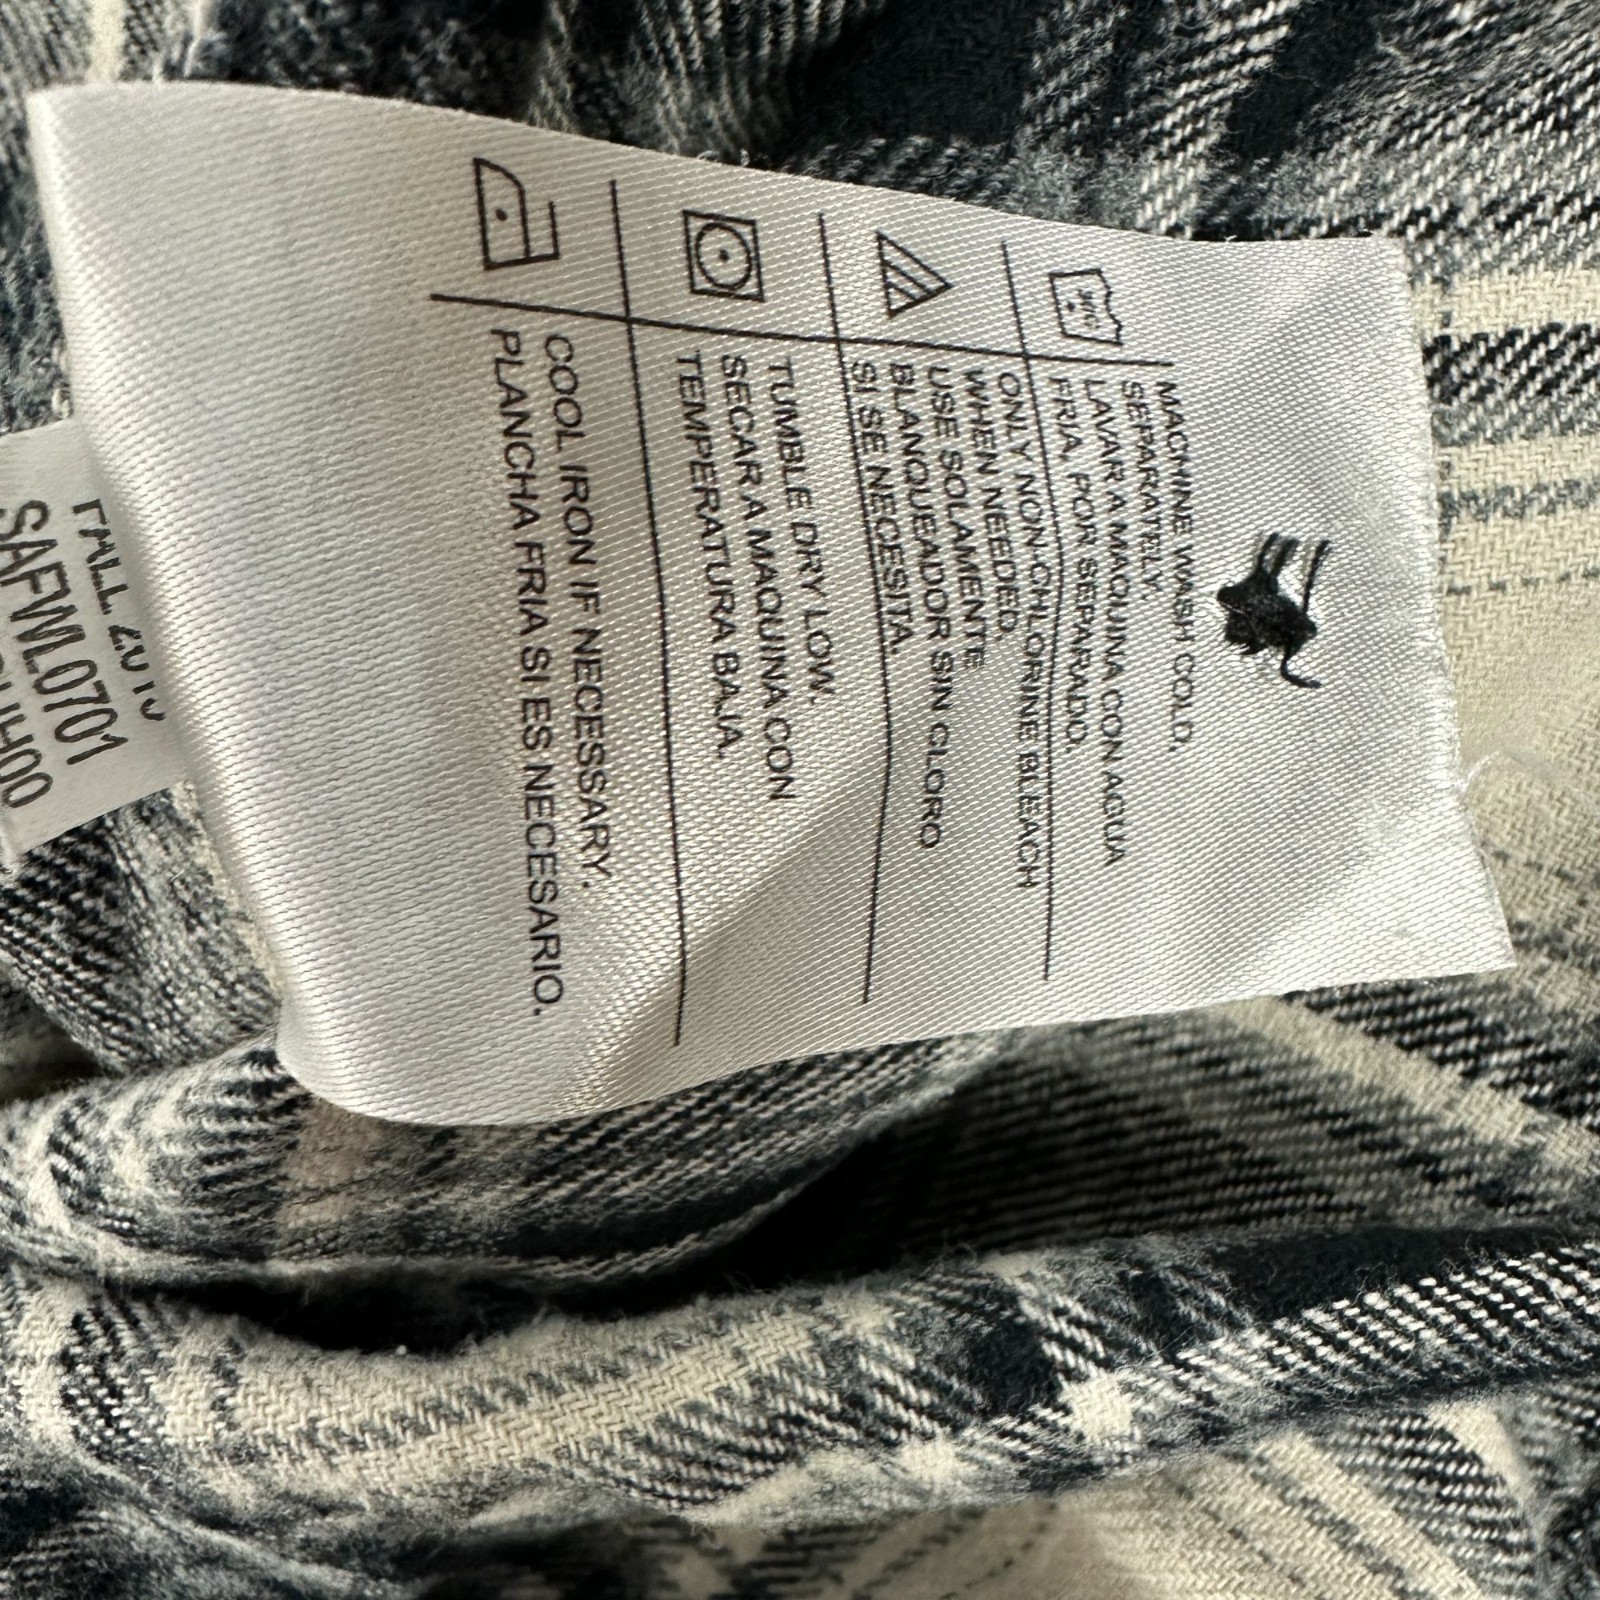 MACHINE WASH COLD,
SEPARATELY.
LAVAR A MAQUINA CON AGUA
FRIA, POR SEPARADO.
ONLY NON-CHLORINE BLEACH
WHEN NEEDED.
USE SOLAMENTE
BLANQUEADOR SIN CLORO
SI SE NECESITA.
TUMBLE DRY LOW.
SECAR A MAQUINA CON
TEMPERATURA BAJA.
COOL IRON IF NECESSARY.
PLANCHA FRIA SI ES NECESARIO.
FALL
SAFWL0701